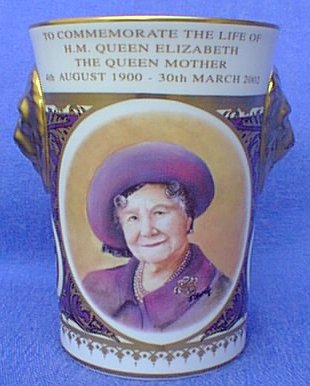 TO COMMEMORATE THE LIFE OF
H.M. QUEEN ELIZABETH
THE QUEEN MOTHER
4th AUGUST 1900 - 30th MARCH 2002